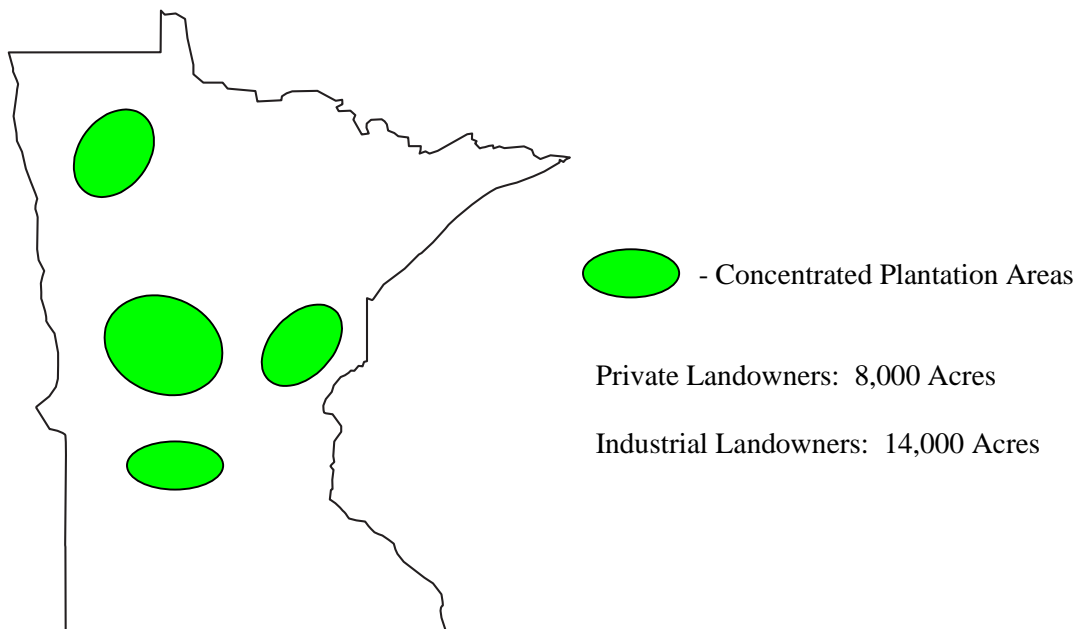 - Concentrated Plantation Areas
Private Landowners:  8,000 Acres
Industrial Landowners:  14,000 Acres